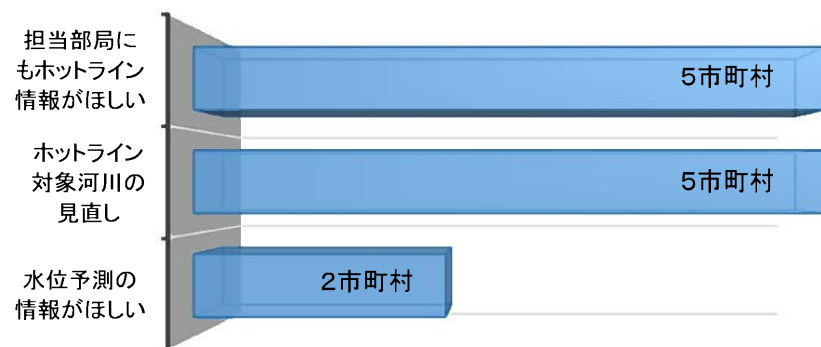 担当部局に
もホットライン
情報がほしい
5市町村
ホットライン
対象河川の
見直し
5市町村
水位予測の
情報がほしい
2市町村